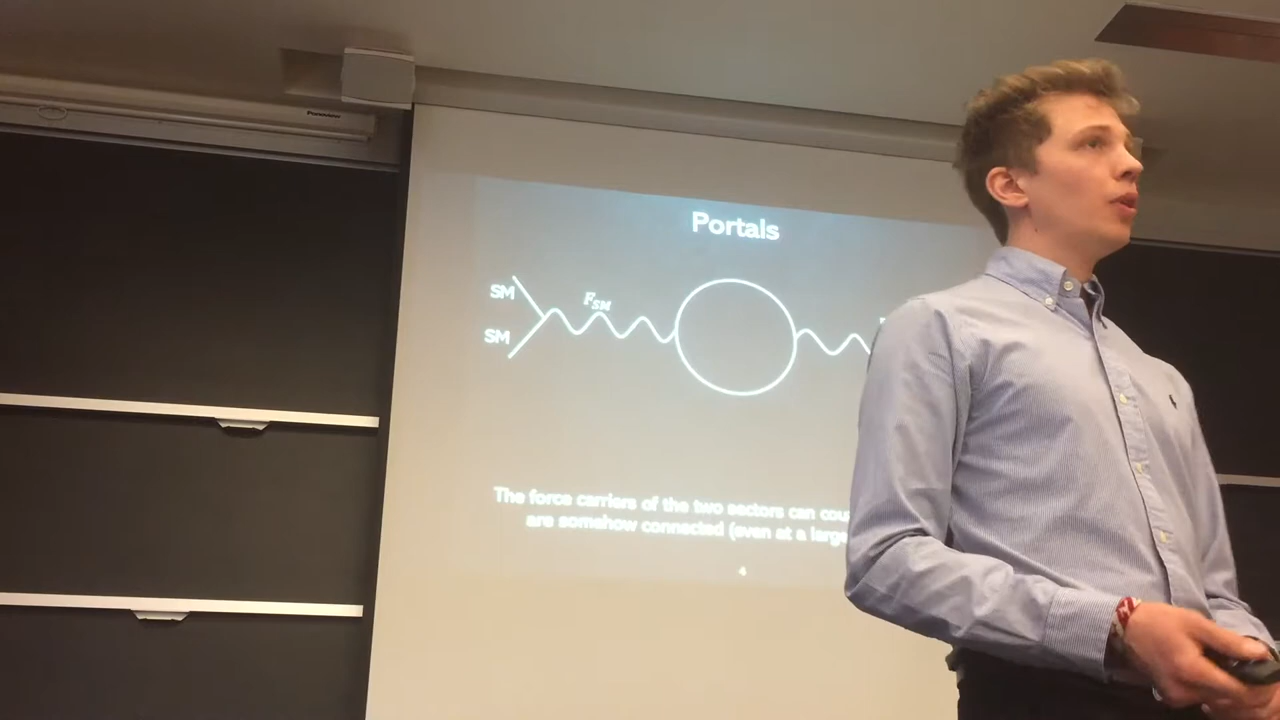 Panoview
Portals
SM
F_SM
SM
The force carriers of the two sectors can
are somehow connected (even at a large
4